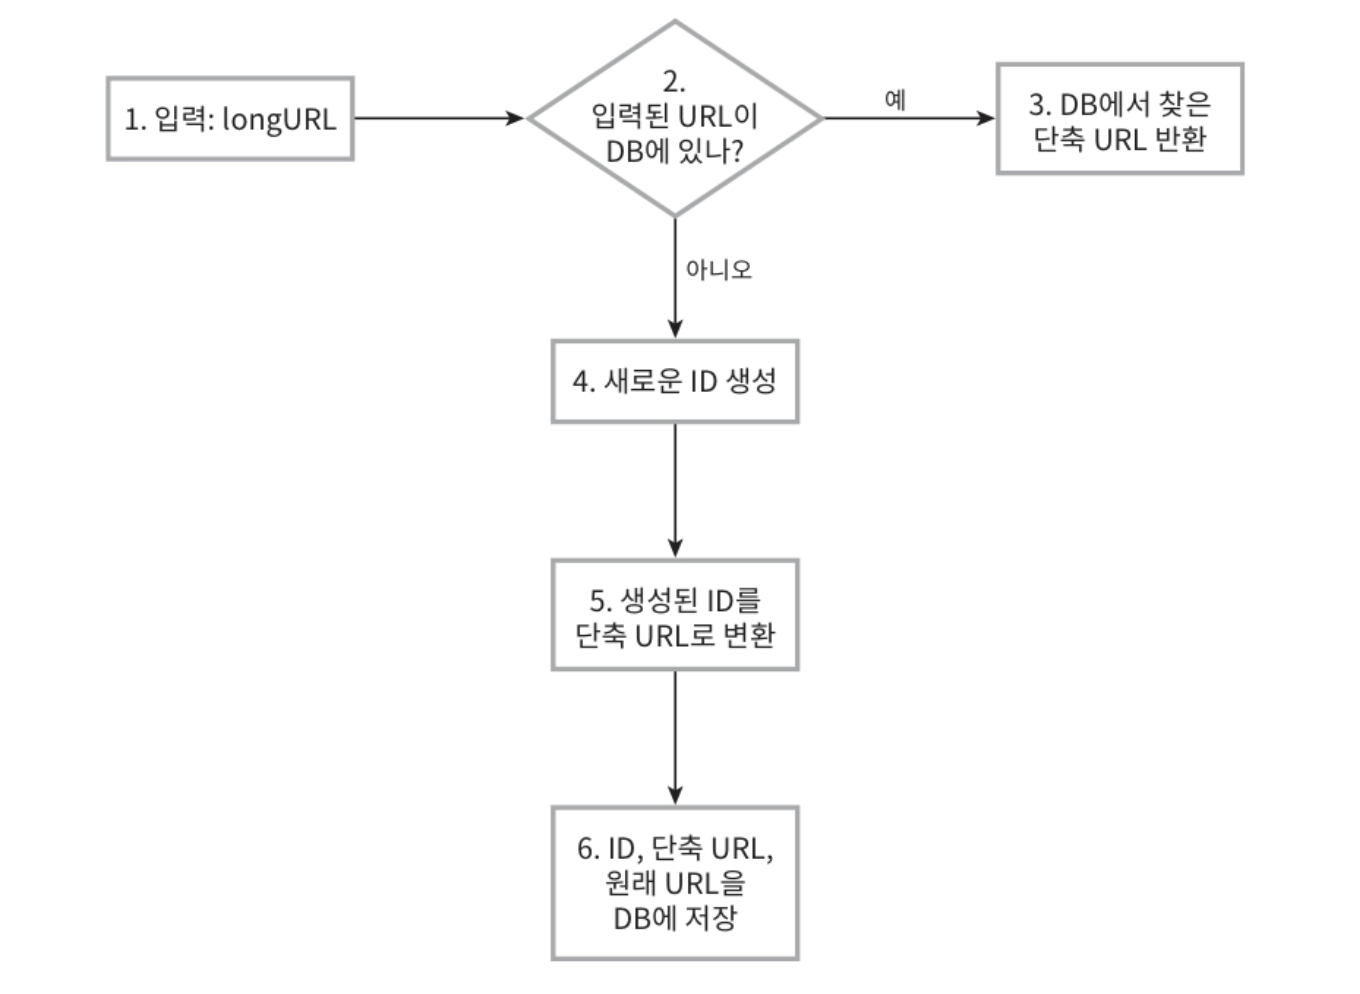 1. 입력: longURL
2.
입력된 URL이
DB에 있나?
예
3. DB에서 찾은
단축 URL 반환
아니오
4. 새로운 ID 생성
5. 생성된 ID를
단축 URL로 변환
6. ID, 단축 URL,
원래 URL을
DB에 저장